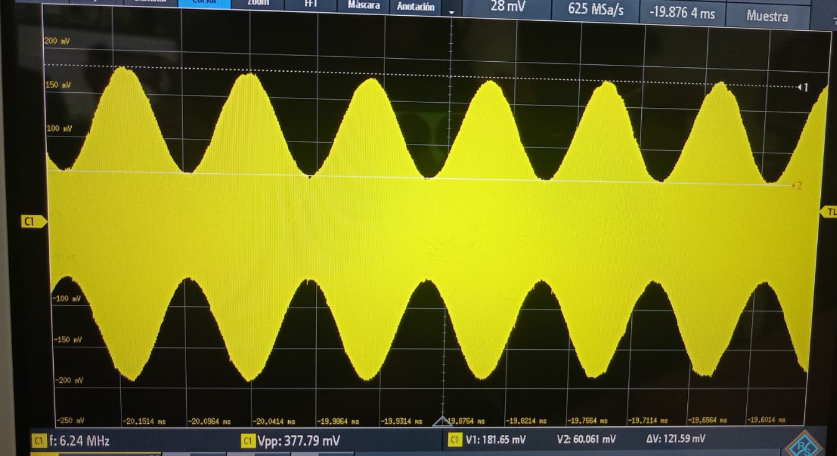 Cursor Zoom FFT Máscara Anotación 28 mV 625 MSa/s -19.876 4 ms Muestra
200 mV
1
150 mV
100 mV
2
C1 TL
-100 mV
-150 mV
-200 mV
-250 mV -20.1514 ms -20.0964 ms -20.0414 ms -19.9864 ms -19.9314 ms -19.8764 ms -19.8214 ms -19.7664 ms -19.7114 ms -19.6564 ms -19.6014 ms
C1 f: 6.24 MHz C1 Vpp: 377.79 mV C1 V1: 181.65 mV V2: 60.061 mV ΔV: 121.59 mV